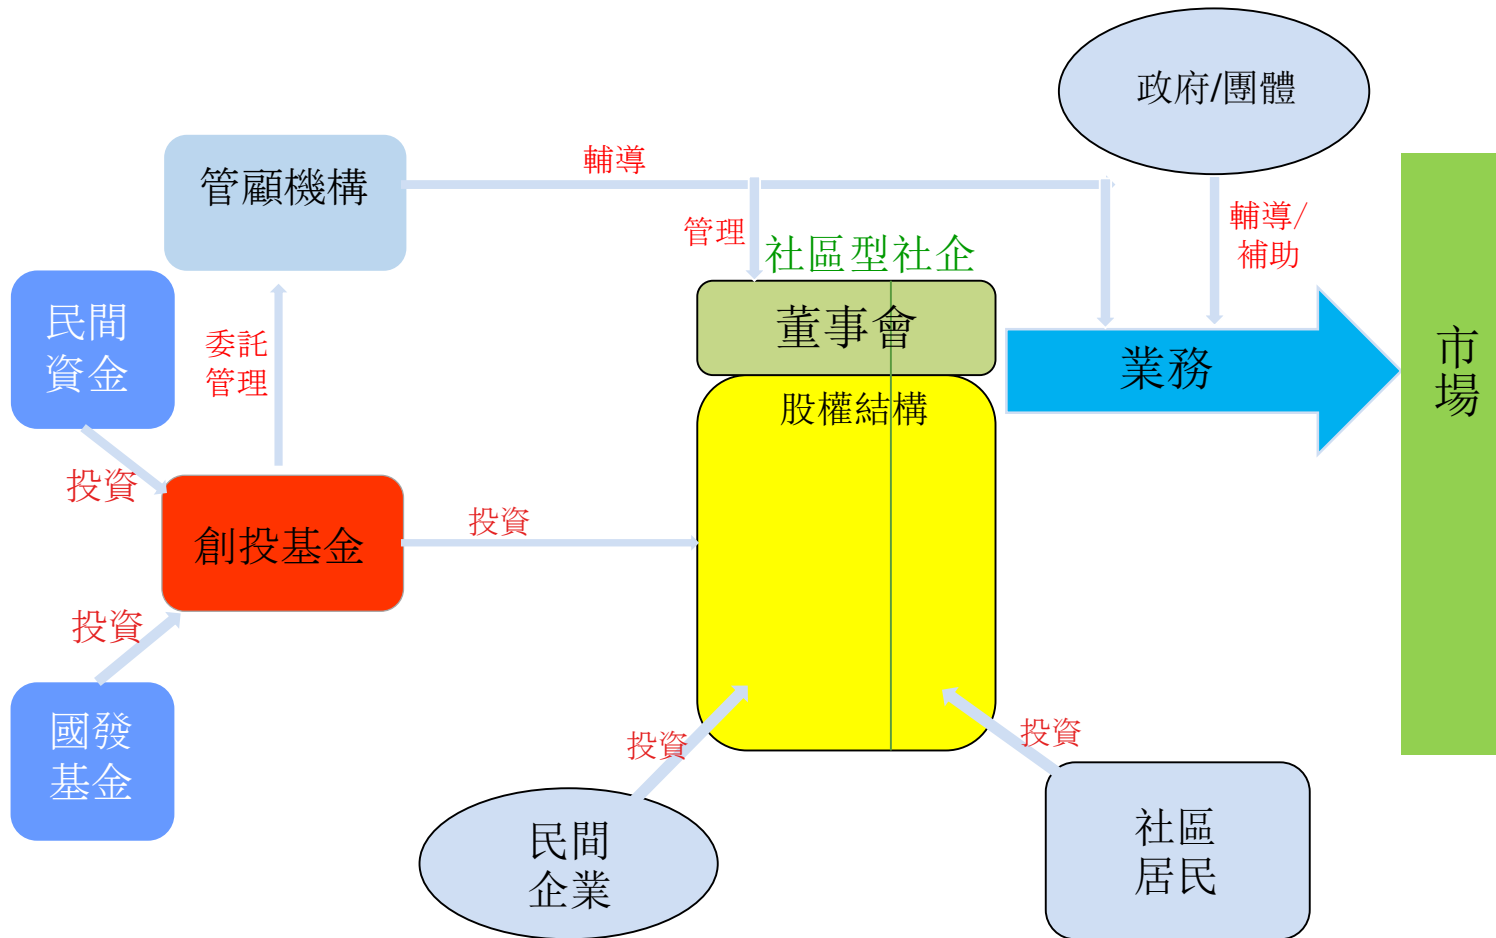 政府/團體
輔導
管顧機構
管理
輔導/
補助
社區型社企
民間
資金
董事會
委託
管理
業務
市
場
股權結構
投資
創投基金
投資
投資
國發
基金
投資
投資
民間
企業
社區
居民